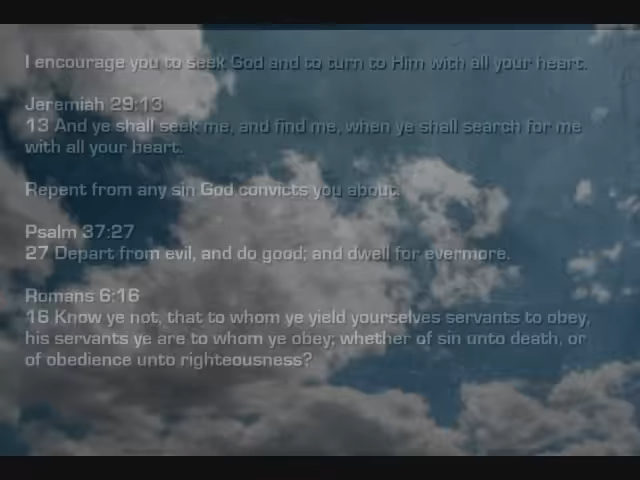 I encourage you to seek God and to turn to Him with all your heart.
Jeremiah 29:13
13 And ye shall seek me, and find me, when ye shall search for me
with all your heart.
Repent from any sin God convicts you about.
Psalm 37:27
27 Depart from evil, and do good; and dwell for evermore.
Romans 6:16
16 Know ye not, that to whom ye yield yourselves servants to obey,
his servants ye are to whom ye obey; whether of sin unto death, or
of obedience unto righteousness?